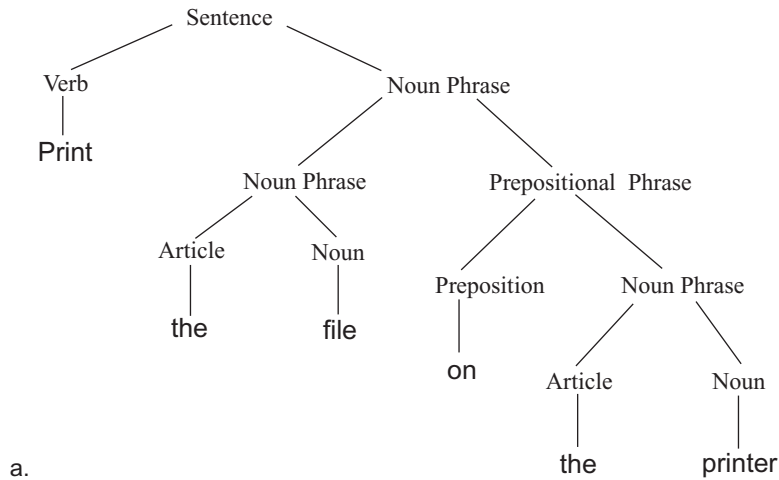 Sentence
Verb
Noun Phrase
Print
Noun Phrase
Prepositional Phrase
Article
Noun
Preposition
Noun Phrase
the
file
on
Article
Noun
a.
the
printer